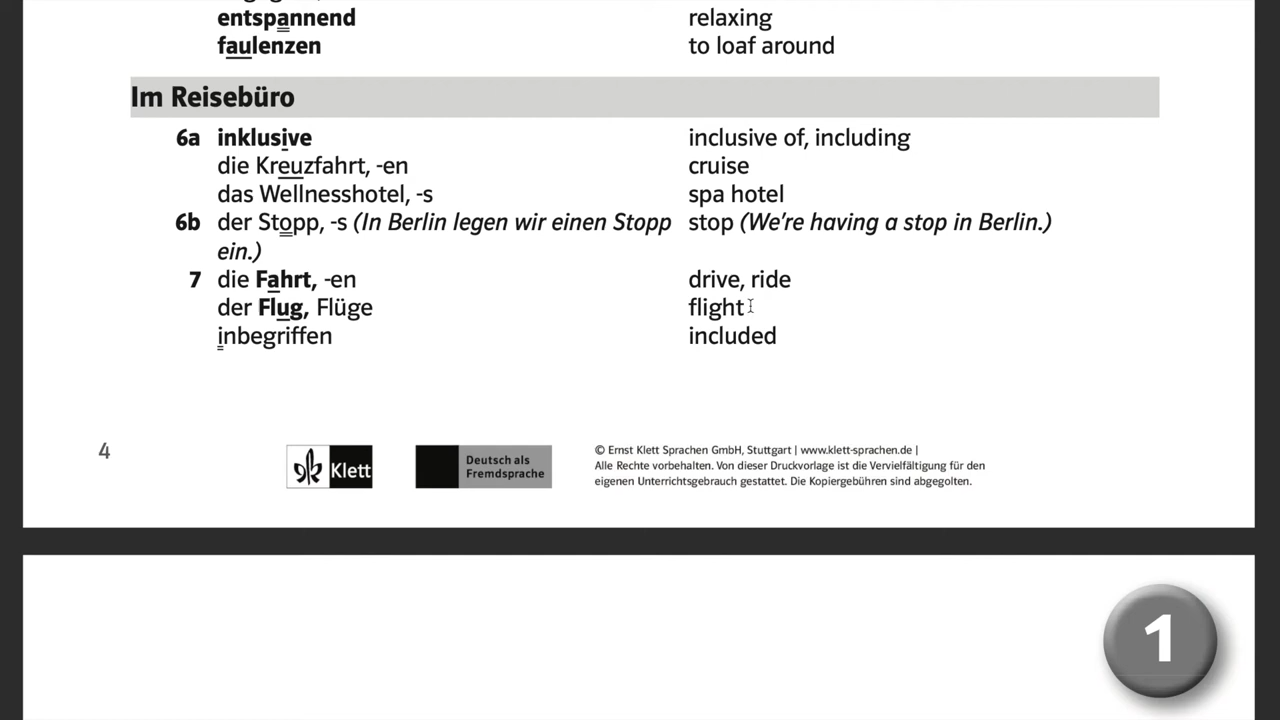 entspannend relaxing
faulenzen to loaf around
Im Reisebüro
6a inklusive inclusive of, including
die Kreuzfahrt, -en cruise
das Wellnesshotel, -s spa hotel
6b der Stopp, -s (In Berlin legen wir einen Stopp stop (We're having a stop in Berlin.)
ein.)
7 die Fahrt, -en drive, ride
der Flug, Flüge flight
inbegriffen included
4
Klett
Deutsch als
Fremdsprache
© Ernst Klett Sprachen GmbH, Stuttgart | www.klett-sprachen.de |
Alle Rechte vorbehalten. Von dieser Druckvorlage ist die Vervielfältigung für den
eigenen Unterrichtsgebrauch gestattet. Die Kopiergebühren sind abgegolten.
1